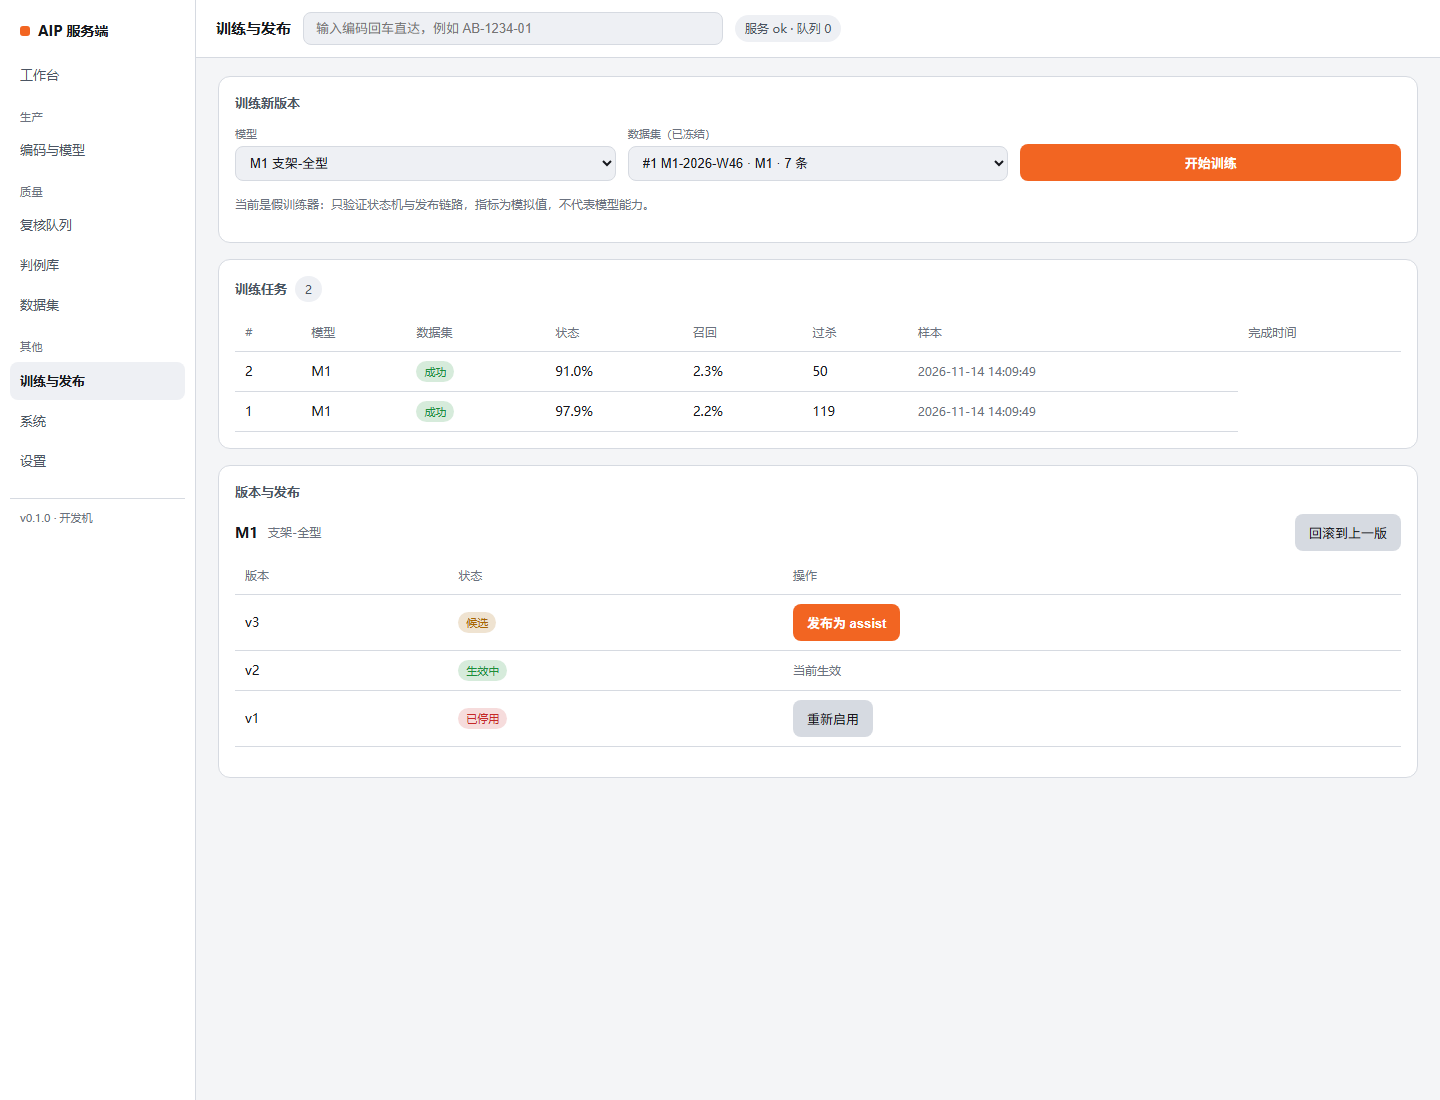 AIP 服务端
工作台
生产
编码与模型
质量
复核队列
判例库
数据集
其他
训练与发布
系统
设置
v0.1.0 · 开发机
训练与发布
输入编码回车直达，例如 AB-1234-01
服务 ok · 队列 0
训练新版本
模型 数据集（已冻结）
M1 支架-全型 #1 M1-2026-W46 · M1 · 7 条 开始训练
当前是假训练器：只验证状态机与发布链路，指标为模拟值，不代表模型能力。
训练任务 2
# 模型 数据集 状态 召回 过杀 样本 完成时间
2 M1 成功 91.0% 2.3% 50 2026-11-14 14:09:49
1 M1 成功 97.9% 2.2% 119 2026-11-14 14:09:49
版本与发布
M1 支架-全型 回滚到上一版
版本 状态 操作
v3 候选 发布为 assist
v2 生效中 当前生效
v1 已停用 重新启用